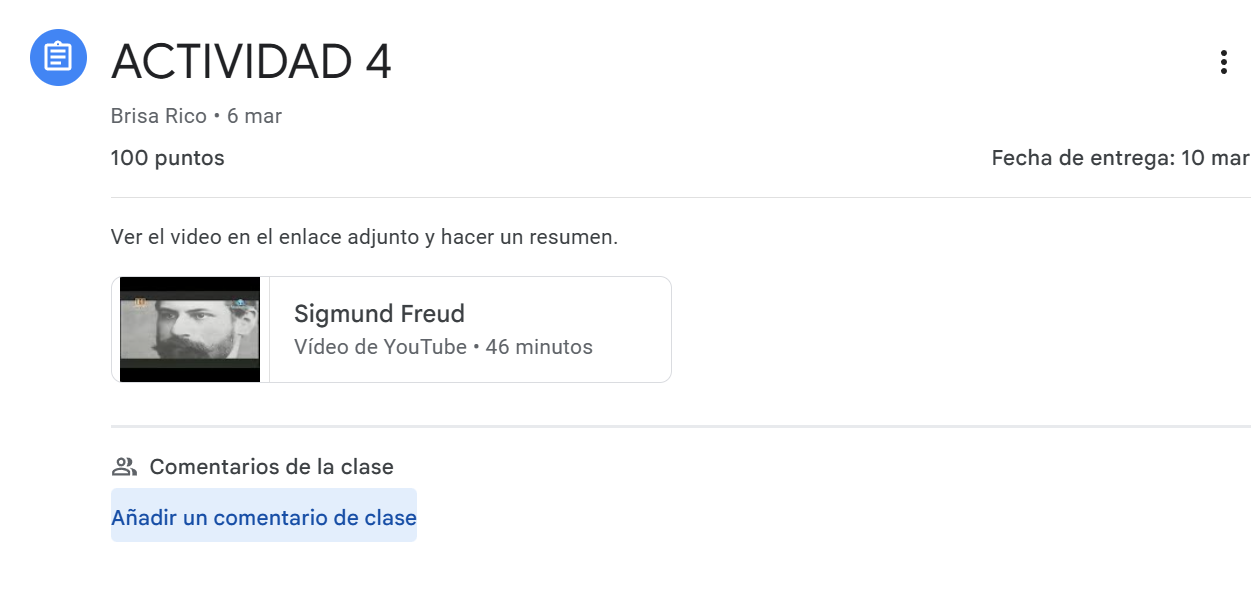 ACTIVIDAD 4
Brisa Rico • 6 mar
100 puntos
Fecha de entrega: 10 mar
Ver el video en el enlace adjunto y hacer un resumen.
Sigmund Freud
Vídeo de YouTube • 46 minutos
Comentarios de la clase
Añadir un comentario de clase